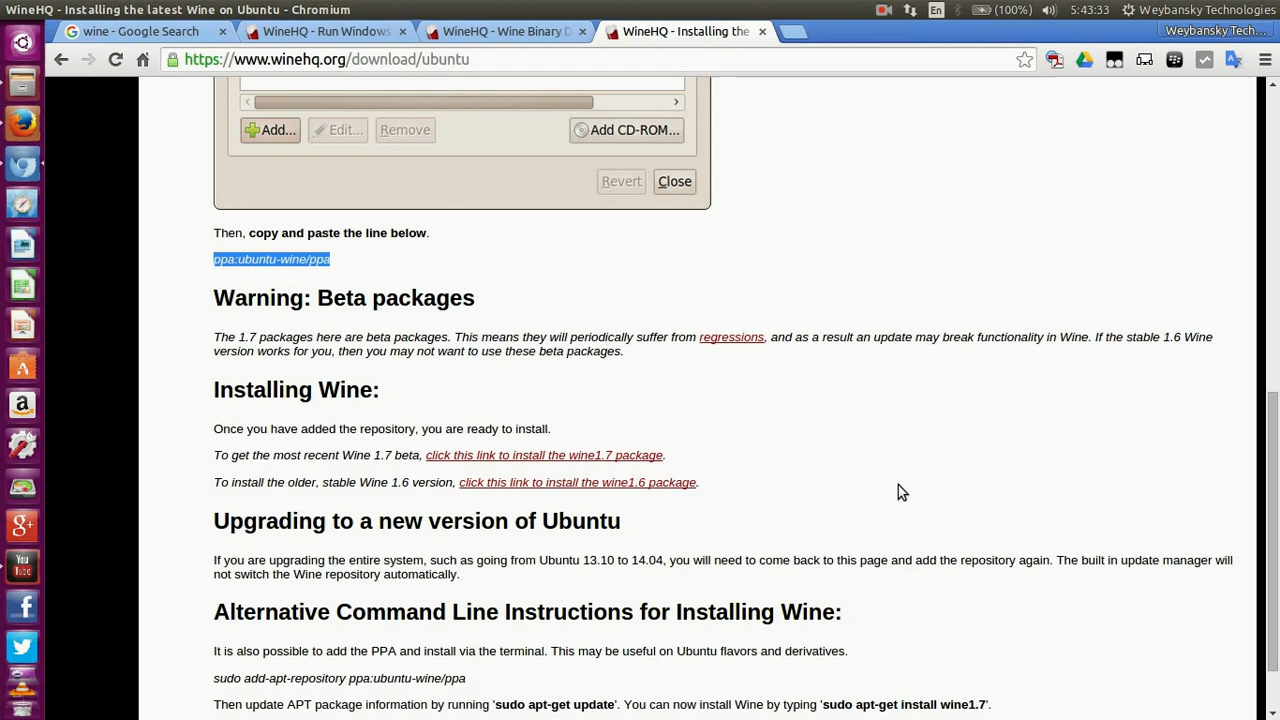 WineHQ - Installing the latest Wine on Ubuntu - Chromium
En (100%) 5:43:33 Weybansky Technologies
wine - Google Search
WineHQ - Run Windows
WineHQ - Wine Binary D
WineHQ - Installing the
Weybansky Tech...
https://www.winehq.org/download/ubuntu
Add... Edit... Remove Add CD-ROM...
Revert Close
Then, copy and paste the line below.
ppa:ubuntu-wine/ppa
Warning: Beta packages
The 1.7 packages here are beta packages. This means they will periodically suffer from regressions, and as a result an update may break functionality in Wine. If the stable 1.6 Wine
version works for you, then you may not want to use these beta packages.
Installing Wine:
Once you have added the repository, you are ready to install.
To get the most recent Wine 1.7 beta, click this link to install the wine1.7 package.
To install the older, stable Wine 1.6 version, click this link to install the wine1.6 package.
Upgrading to a new version of Ubuntu
If you are upgrading the entire system, such as going from Ubuntu 13.10 to 14.04, you will need to come back to this page and add the repository again. The built in update manager will
not switch the Wine repository automatically.
Alternative Command Line Instructions for Installing Wine:
It is also possible to add the PPA and install via the terminal. This may be useful on Ubuntu flavors and derivatives.
sudo add-apt-repository ppa:ubuntu-wine/ppa
Then update APT package information by running 'sudo apt-get update'. You can now install Wine by typing 'sudo apt-get install wine1.7'.